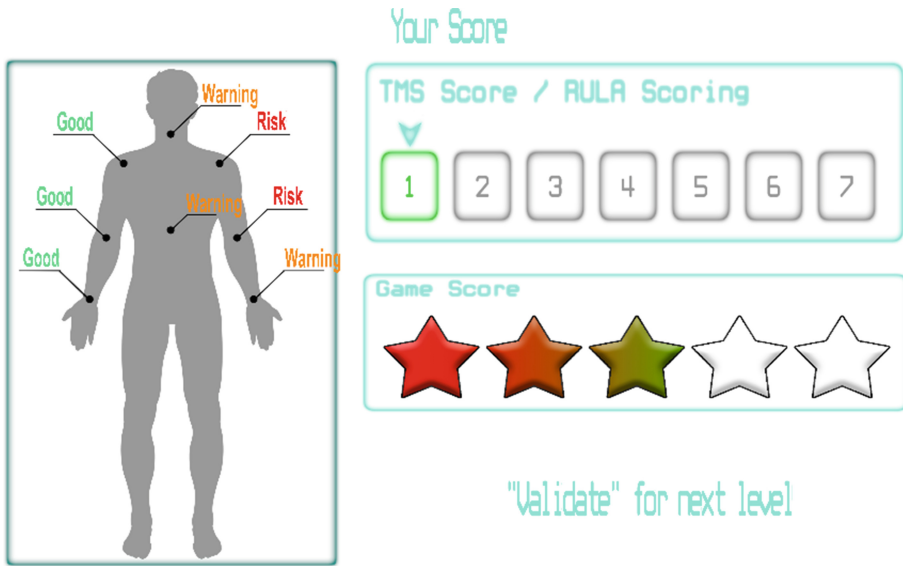 Your Score
Warning
Good
Risk
Good
Warning
Risk
Good
Warning
TMS Score / RULA Scoring
1 2 3 4 5 6 7
Game Score
"Validate" for next level